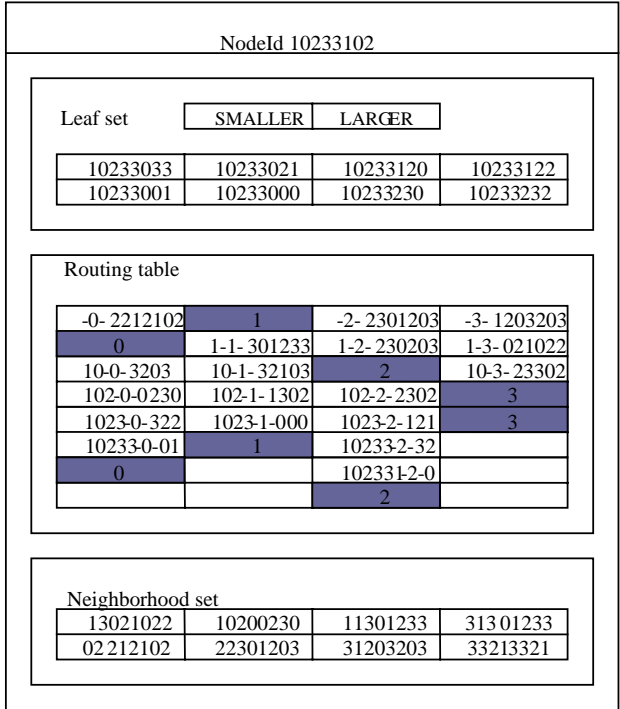 NodeId 10233102
Leaf set SMALLER LARGER
10233033 10233021 10233120 10233122
10233001 10233000 10233230 10233232
Routing table
-0-2212102 1 -2-2301203 -3-1203203
0 1-1-301233 1-2-230203 1-3-021022
10-0-3203 10-1-32103 2 10-3-23302
102-0-0230 102-1-1302 102-2-2302 3
1023-0-322 1023-1-000 1023-2-121 3
10233-0-01 1 10233-2-32
0 102331-2-0
2
Neighborhood set
13021022 10200230 11301233 31301233
02212102 22301203 31203203 33213321